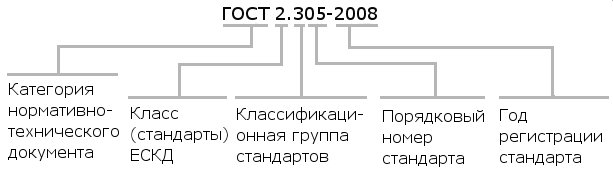 ГОСТ 2.305-2008
Категория
нормативно-
технического
документа
Класс
(стандарты)
ЕСКД
Классификаци-
онная группа
стандартов
Порядковый
номер
стандарта
Год
регистрации
стандарта